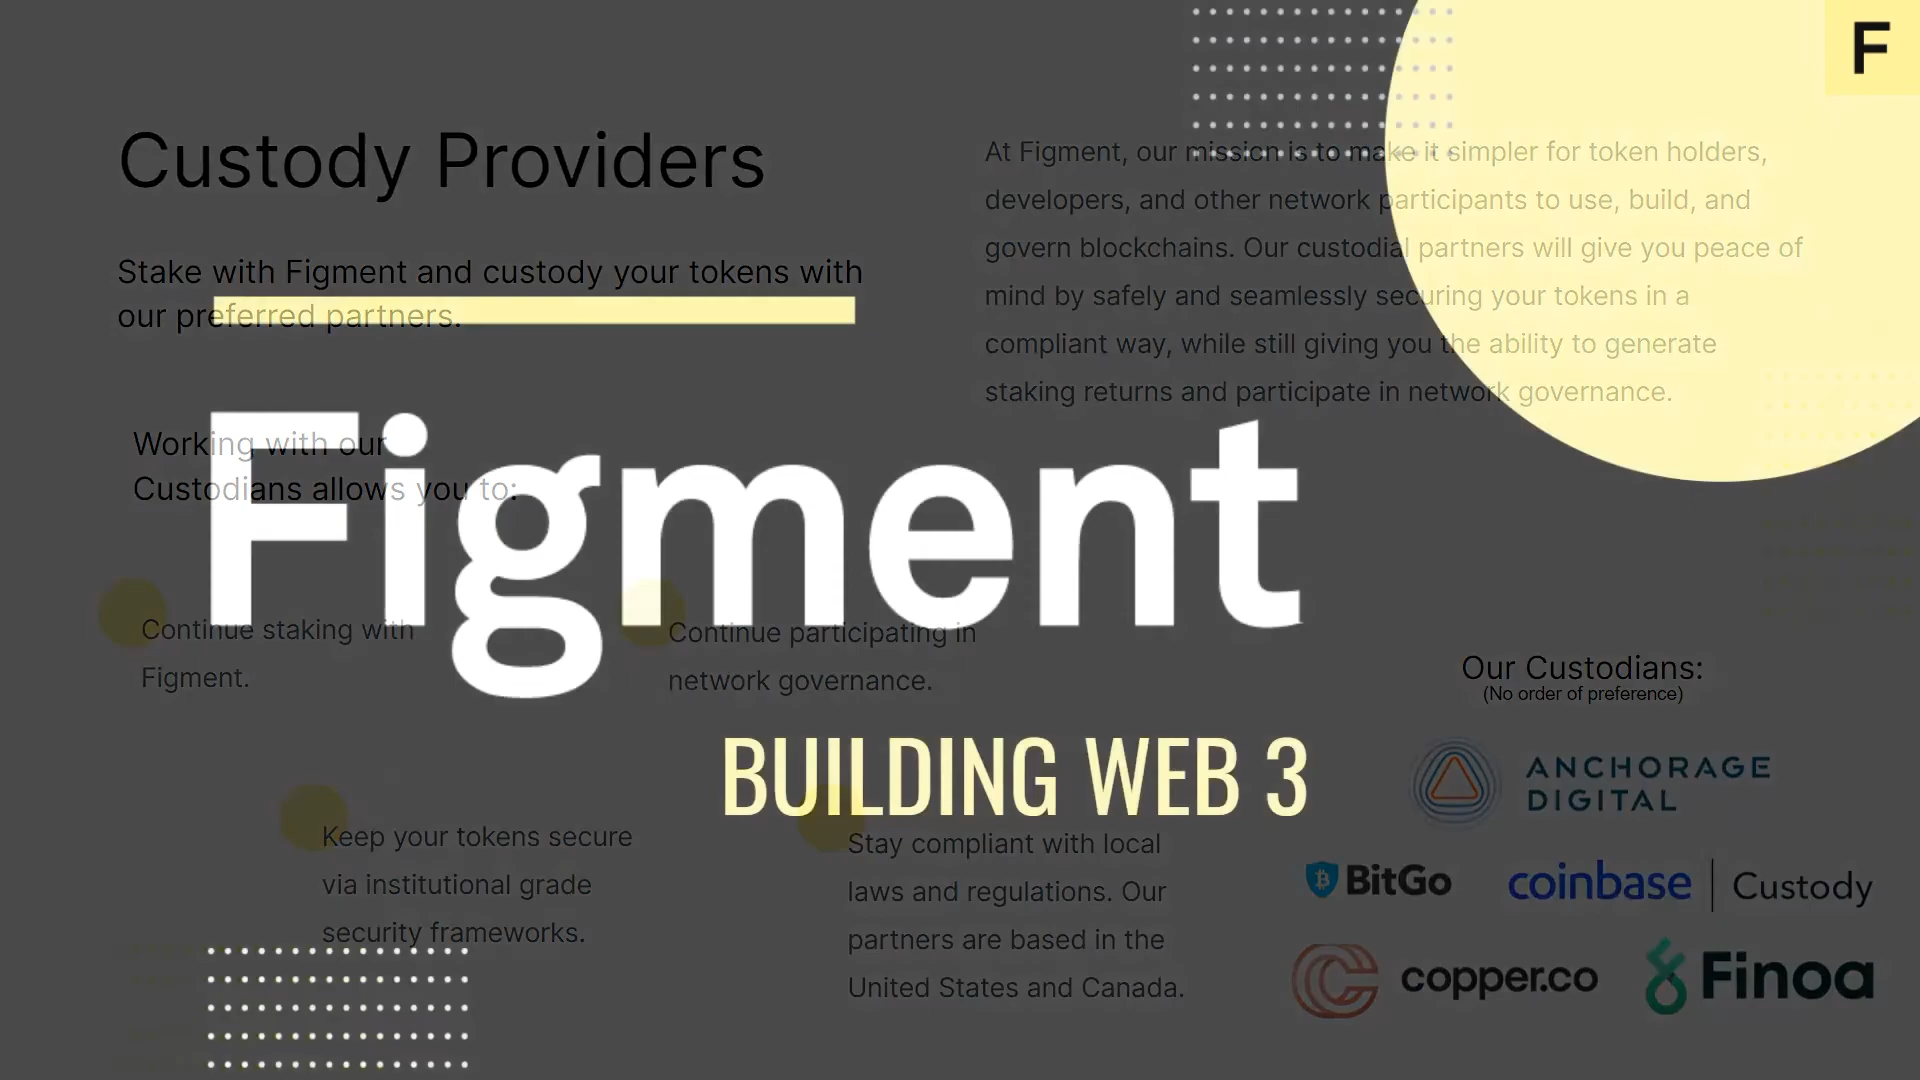 F
Custody Providers
Stake with Figment and custody your tokens with
our preferred partners.
At Figment, our mission is to make it simpler for token holders,
developers, and other network participants to use, build, and
govern blockchains. Our custodial partners will give you peace of
mind by safely and seamlessly securing your tokens in a
compliant way, while still giving you the ability to generate
staking returns and participate in network governance.
Working with our
Custodians allows you to:
Figment
BUILDING WEB 3
Continue staking with
Figment.
Continue participating in
network governance.
Keep your tokens secure
via institutional grade
security frameworks.
Stay compliant with local
laws and regulations. Our
partners are based in the
United States and Canada.
Our Custodians:
(No order of preference)
ANCHORAGE
DIGITAL
BitGo
coinbase | Custody
copper.co
Finoa